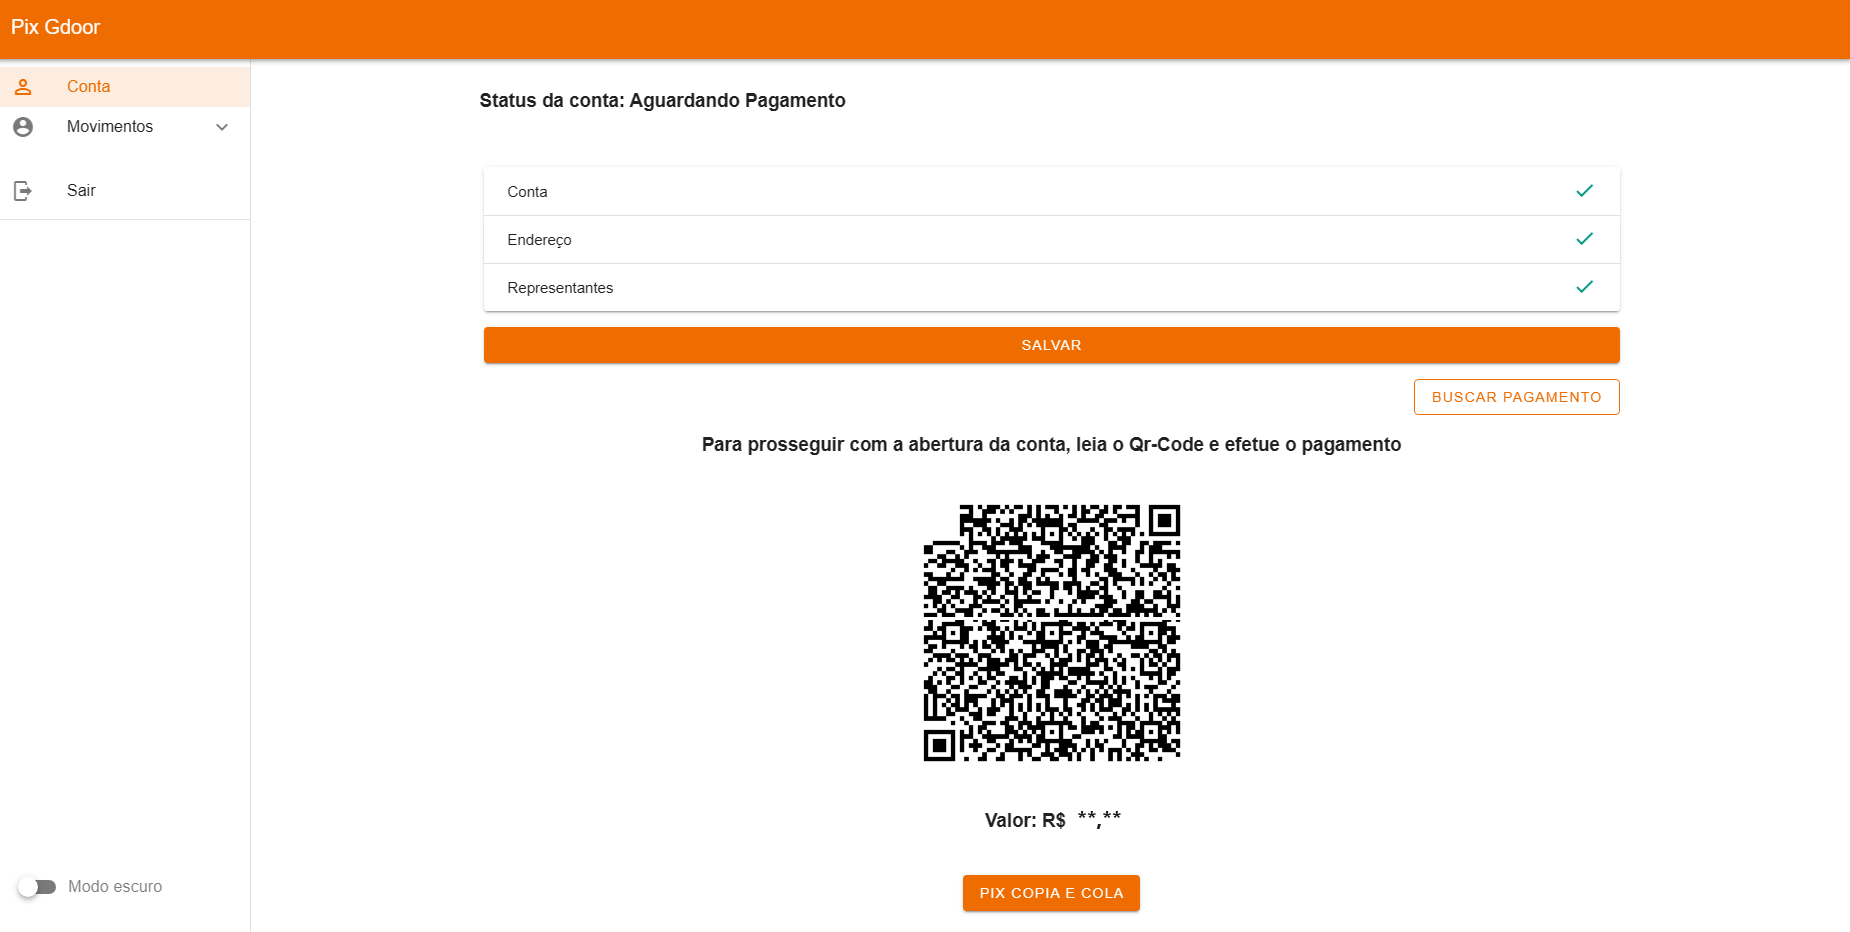 Pix Gdoor
Conta
Movimentos
Sair
Status da conta: Aguardando Pagamento
Conta
Endereço
Representantes
SALVAR
BUSCAR PAGAMENTO
Para prosseguir com a abertura da conta, leia o Qr-Code e efetue o pagamento
Valor: R$ **,**
PIX COPIA E COLA
Modo escuro